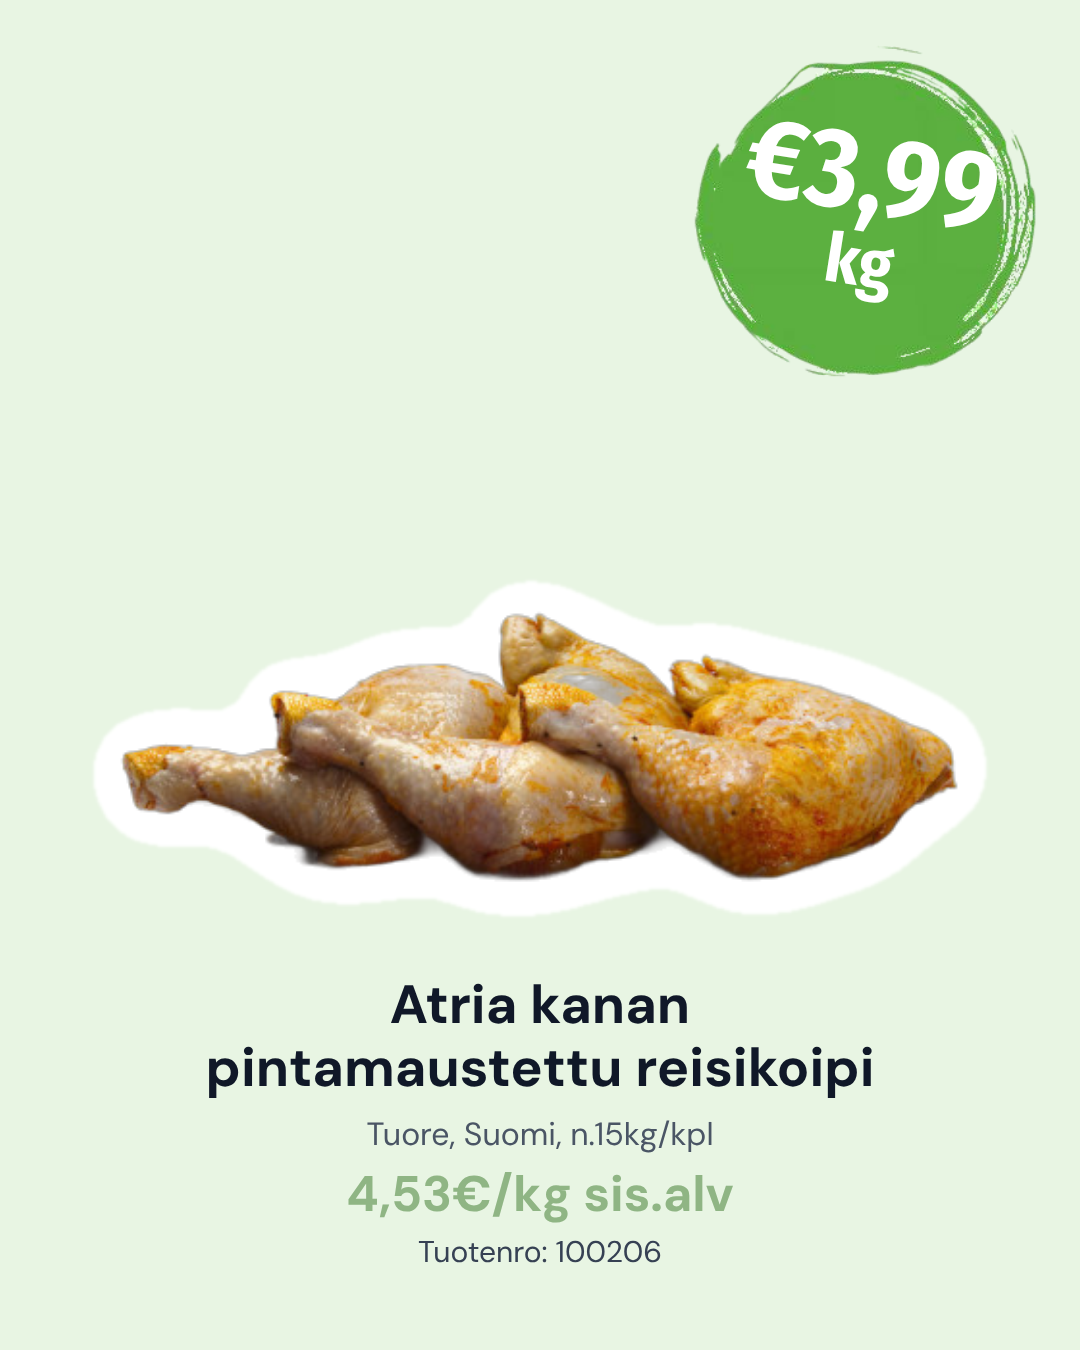 €3,99
kg
Atria kanan
pintamaustettu reisikoipi
Tuore, Suomi, n.15kg/kpl
4,53€/kg sis.alv
Tuotenro: 100206